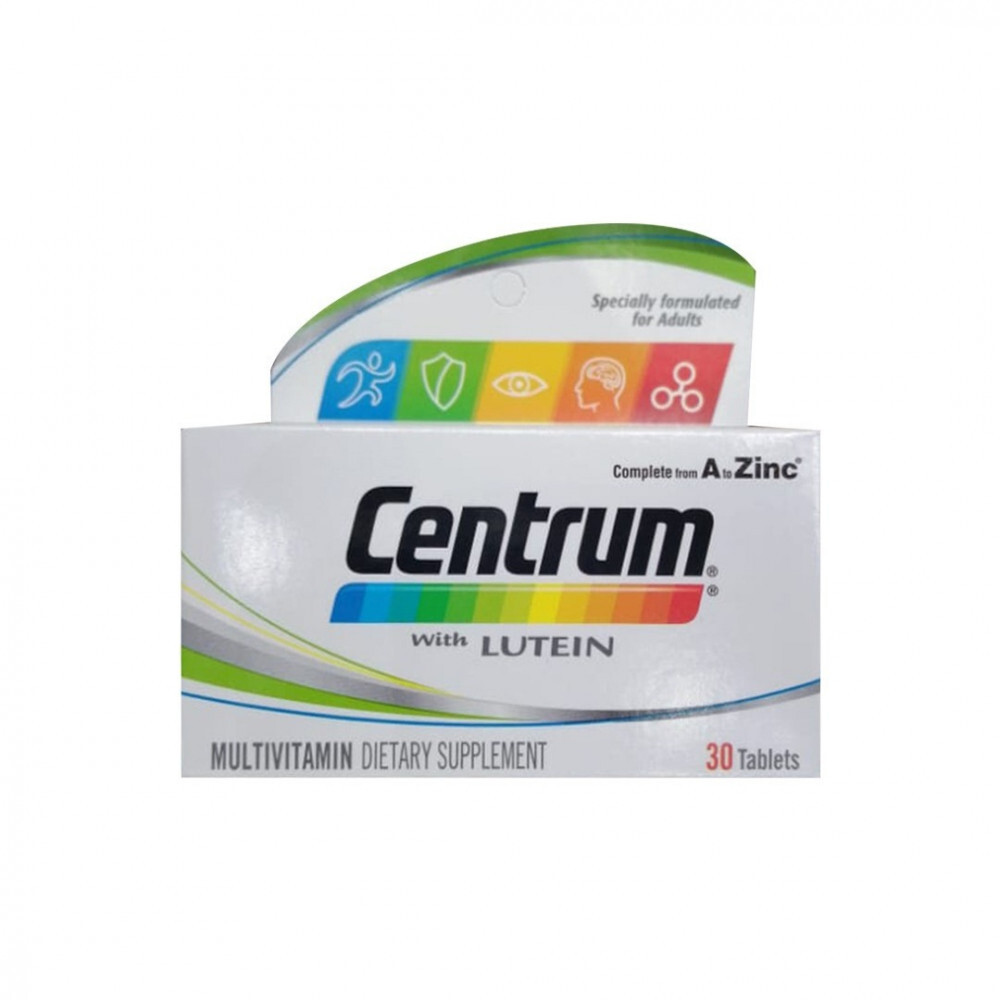 Specially formulated
for Adults
Complete from A to Zinc®
Centrum®
®
With LUTEIN
MULTIVITAMIN DIETARY SUPPLEMENT
30 Tablets